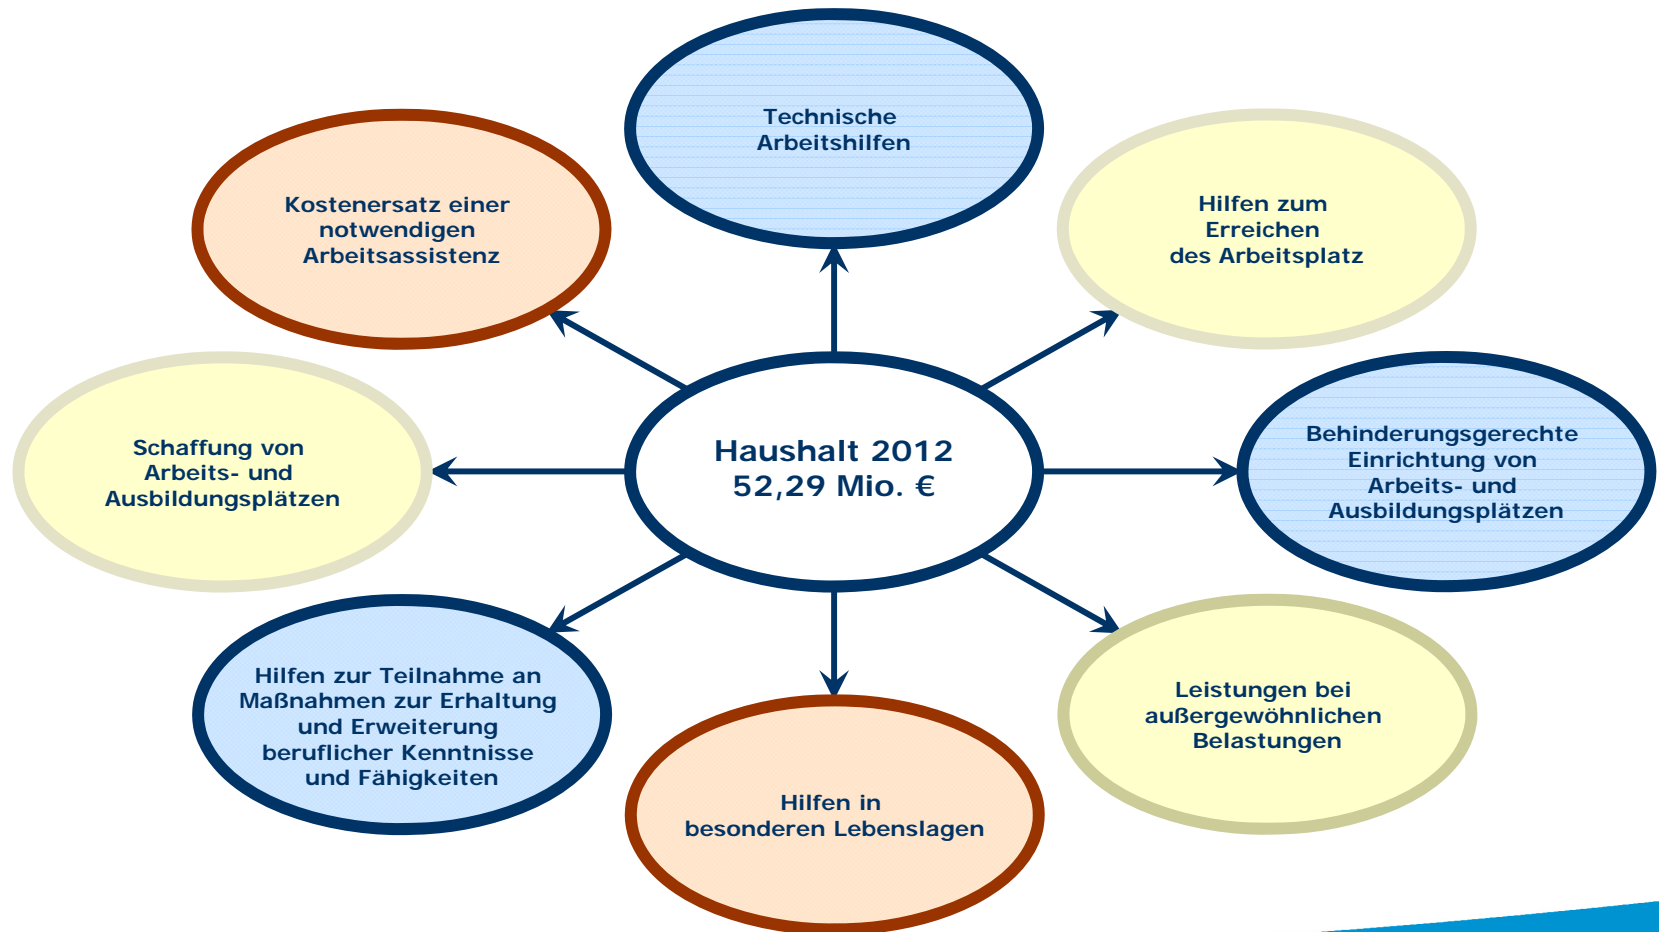 Technische
Arbeitshilfen
Kostenersatz einer
notwendigen
Arbeitsassistenz
Hilfen zum
Erreichen
des Arbeitsplatz
Schaffung von
Arbeits- und
Ausbildungsplätzen
Haushalt 2012
52,29 Mio. €
Behinderungsgerechte
Einrichtung von
Arbeits- und
Ausbildungsplätzen
Hilfen zur Teilnahme an
Maßnahmen zur Erhaltung
und Erweiterung
beruflicher Kenntnisse
und Fähigkeiten
Leistungen bei
außergewöhnlichen
Belastungen
Hilfen in
besonderen Lebenslagen